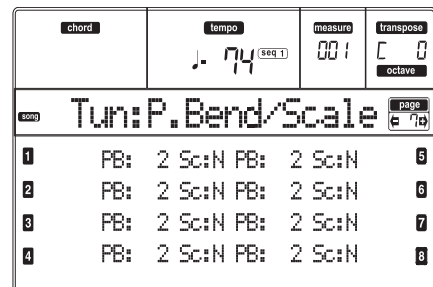 chord tempo measure transpose
♩= 74 seq 1 001 C 0
octave
song Tun:P.Bend/Scale page 7
1 PB: 2 Sc:N PB: 2 Sc:N 5
2 PB: 2 Sc:N PB: 2 Sc:N 6
3 PB: 2 Sc:N PB: 2 Sc:N 7
4 PB: 2 Sc:N PB: 2 Sc:N 8